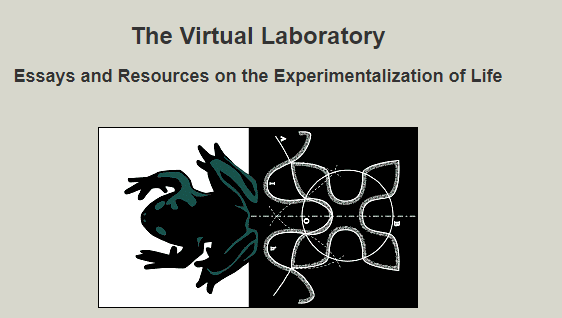 The Virtual Laboratory
Essays and Resources on the Experimentalization of Life